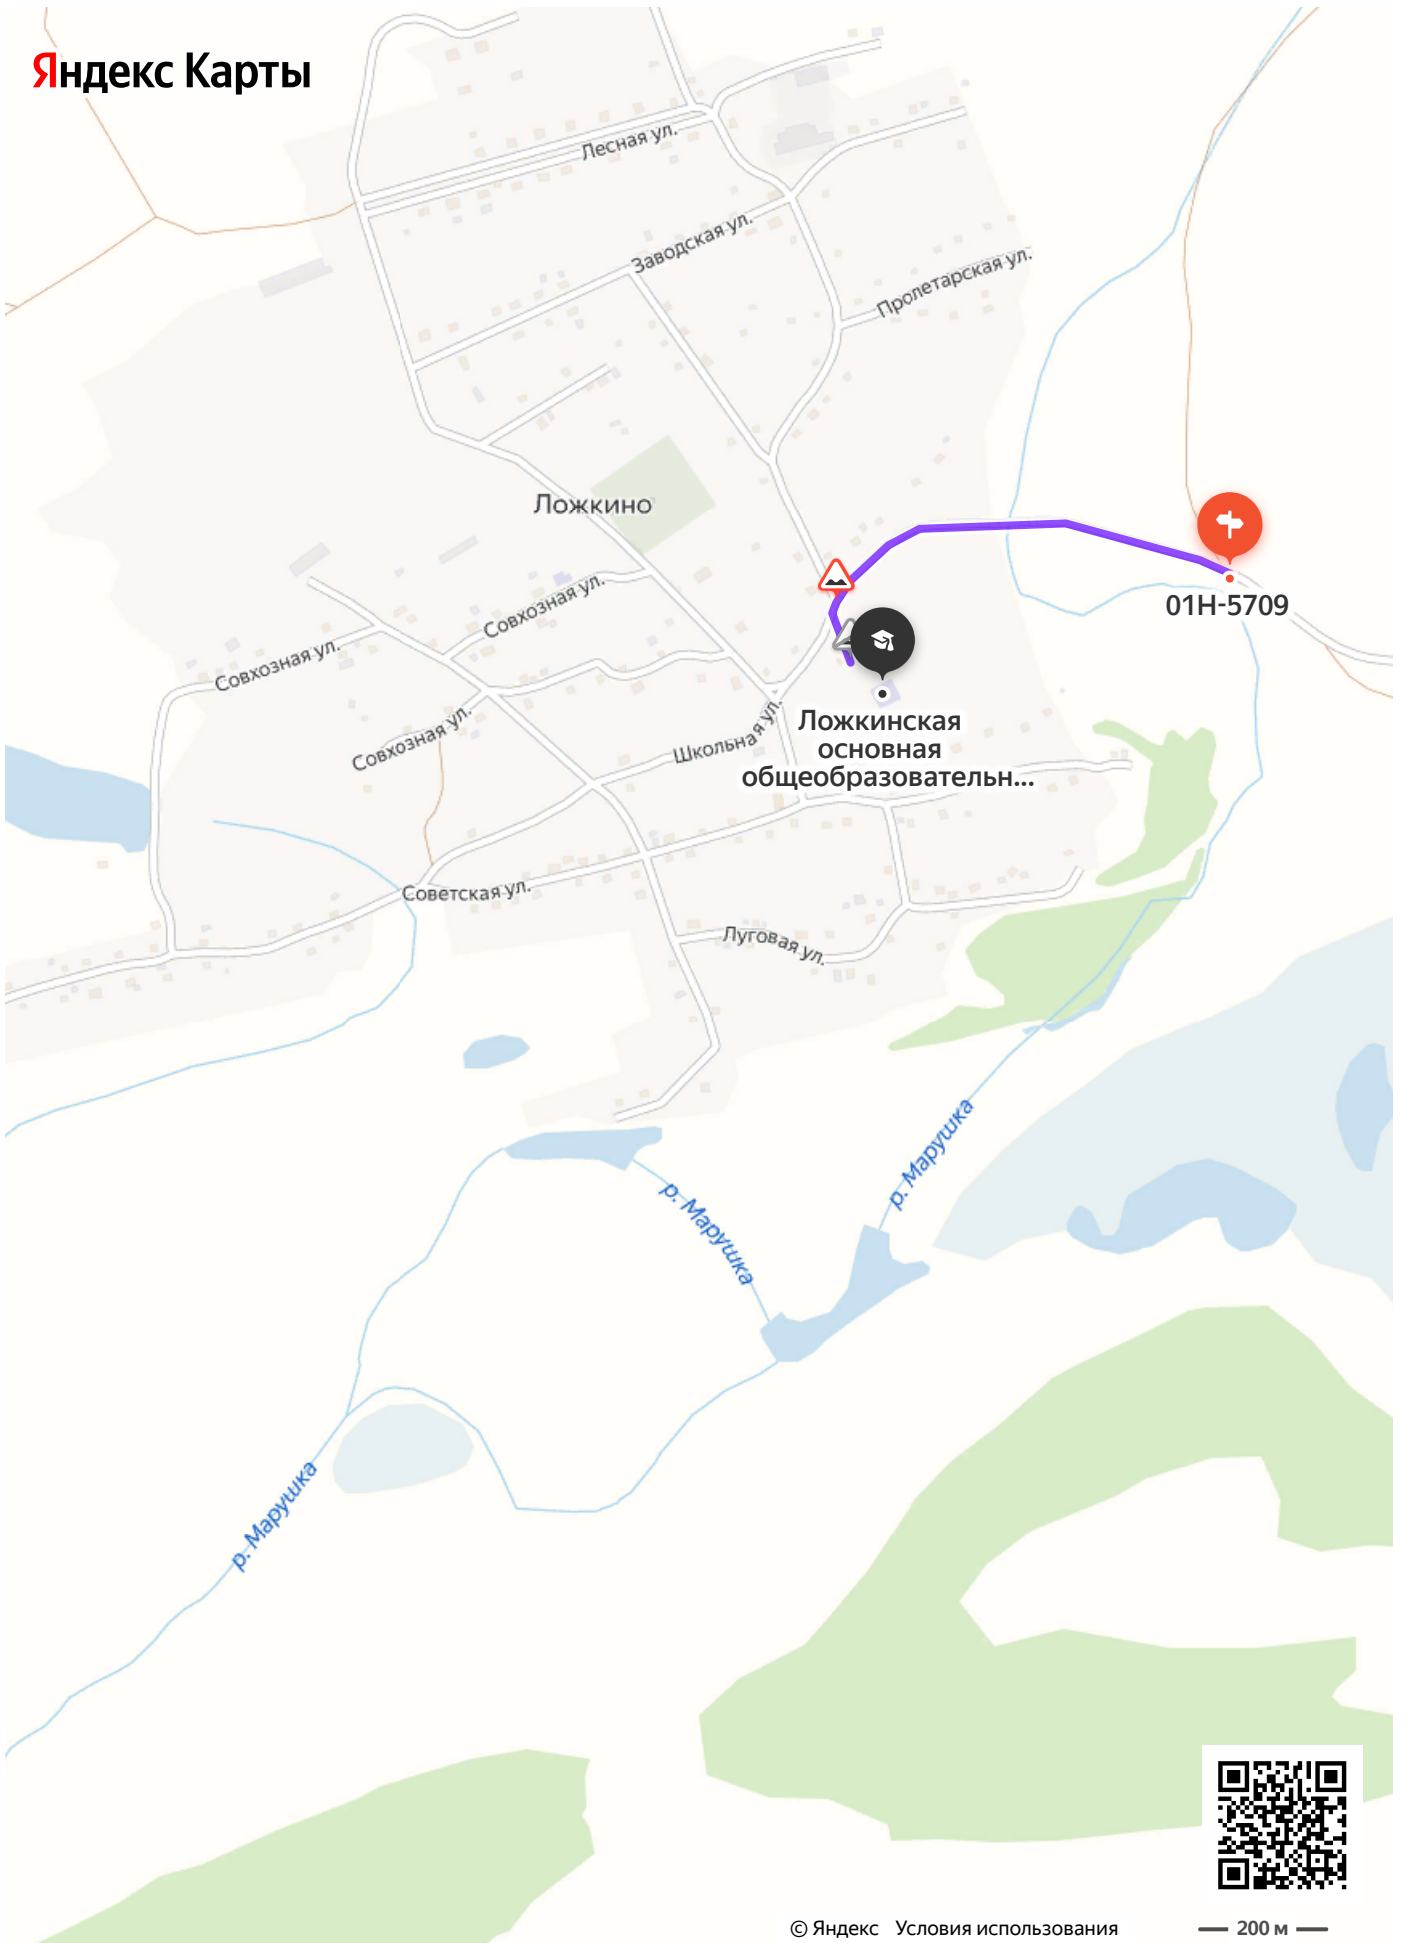 Яндекс Карты
Лесная ул.
Заводская ул.
Пролетарская ул.
Ложкино
01Н-5709
Совхозная ул.
Совхозная ул.
Совхозная ул.
Школьная ул.
Ложкинская
основная
общеобразовательн...
Советская ул.
Луговая ул.
р. Марушка
р. Марушка
р. Марушка
© Яндекс Условия использования
200 м